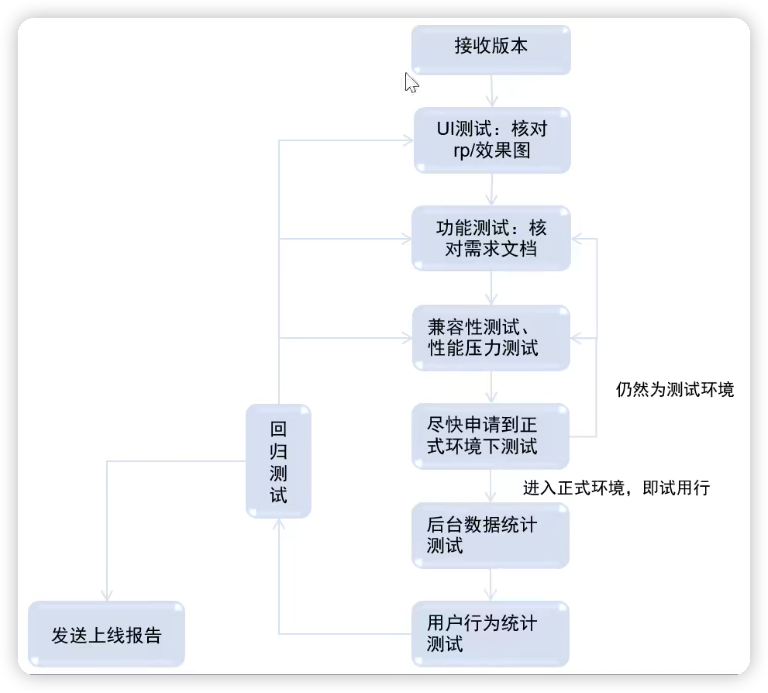 接收版本
UI测试：核对
rp/效果图
功能测试：核
对需求文档
兼容性测试、
性能压力测试
仍然为测试环境
尽快申请到正
式环境下测试
回
归
测
试
进入正式环境，即试用行
后台数据统计
测试
用户行为统计
测试
发送上线报告